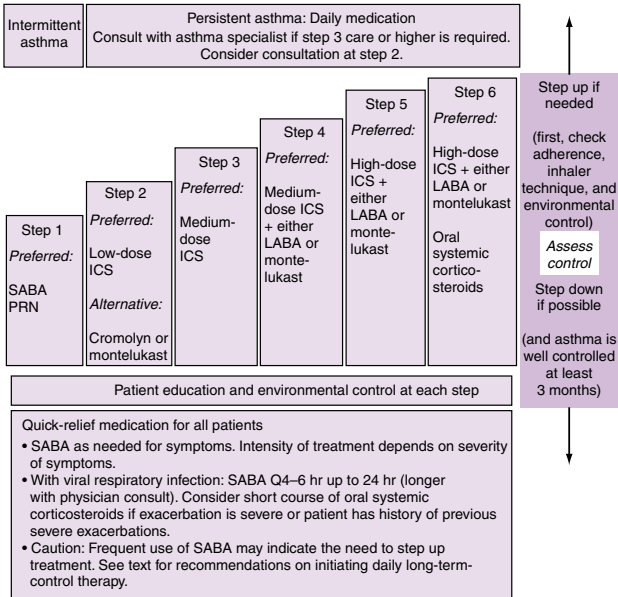 Intermittent
asthma
Persistent asthma: Daily medication
Consult with asthma specialist if step 3 care or higher is required.
Consider consultation at step 2.
Step 1
Preferred:
SABA
PRN
Step 2
Preferred:
Low-dose
ICS
Alternative:
Cromolyn or
montelukast
Step 3
Preferred:
Medium-
dose
ICS
Step 4
Preferred:
Medium-
dose ICS
+ either
LABA or
monte-
lukast
Step 5
Preferred:
High-dose
ICS +
either
LABA or
monte-
lukast
Step 6
Preferred:
High-dose
ICS + either
LABA or
montelukast
Oral
systemic
cortico-
steroids
Step up if
needed
(first, check
adherence,
inhaler
technique, and
environmental
control)
Assess
control
Step down
if possible
(and asthma is
well controlled
at least
3 months)
Patient education and environmental control at each step
Quick-relief medication for all patients
• SABA as needed for symptoms. Intensity of treatment depends on severity
of symptoms.
• With viral respiratory infection: SABA Q4–6 hr up to 24 hr (longer
with physician consult). Consider short course of oral systemic
corticosteroids if exacerbation is severe or patient has history of previous
severe exacerbations.
• Caution: Frequent use of SABA may indicate the need to step up
treatment. See text for recommendations on initiating daily long-term-
control therapy.